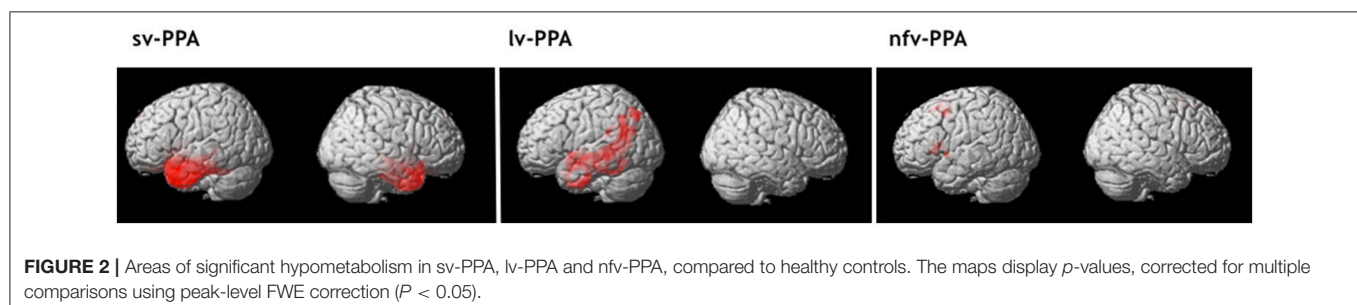 sv-PPA lv-PPA nfv-PPA
FIGURE 2 | Areas of significant hypometabolism in sv-PPA, lv-PPA and nfv-PPA, compared to healthy controls. The maps display p-values, corrected for multiple
comparisons using peak-level FWE correction (P < 0.05).